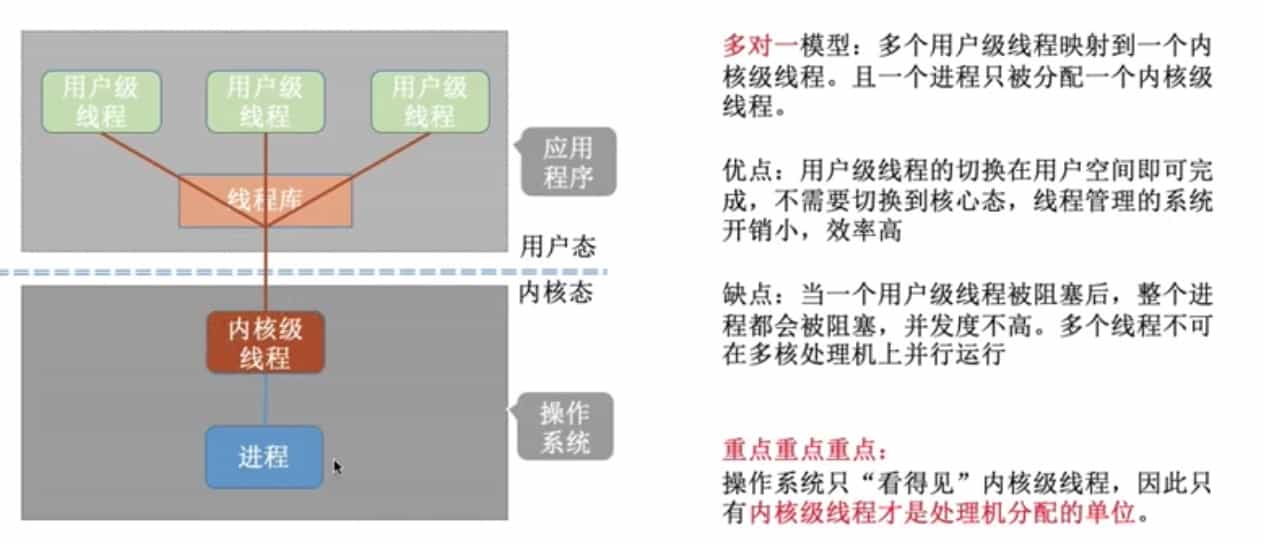 用户级
线程
用户级
线程
用户级
线程
线程库
应用
程序
用户态
内核态
内核级
线程
进程
操作
系统
多对一模型：多个用户级线程映射到一个内
核级线程。且一个进程只被分配一个内核级
线程。
优点：用户级线程的切换在用户空间即可完
成，不需要切换到核心态，线程管理的系统
开销小，效率高
缺点：当一个用户级线程被阻塞后，整个进
程都会被阻塞，并发度不高。多个线程不可
在多核处理机上并行运行
重点重点重点：
操作系统只“看得见”内核级线程，因此只
有内核级线程才是处理机分配的单位。